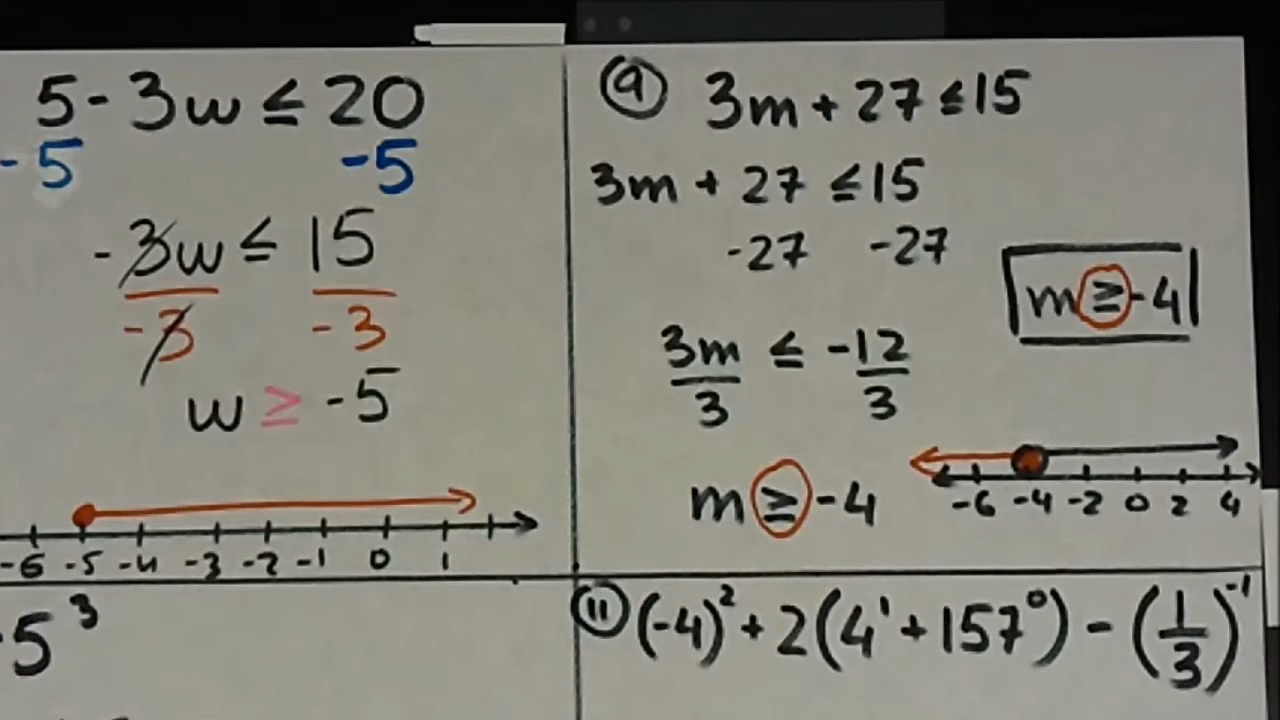 5 - 3w ≤ 20
-5 -5
-3w ≤ 15
-3 -3
w ≥ -5
-6 -5 -4 -3 -2 -1 0 1
5³
⑨ 3m + 27 ≤ 15
3m + 27 ≤ 15
-27 -27
3m ≤ -12
3 3
m ≥ -4
m ≥ -4
-6 -4 -2 0 2 4
⑪ (-4)² + 2(4¹ + 157⁰) - (1/3)⁻¹